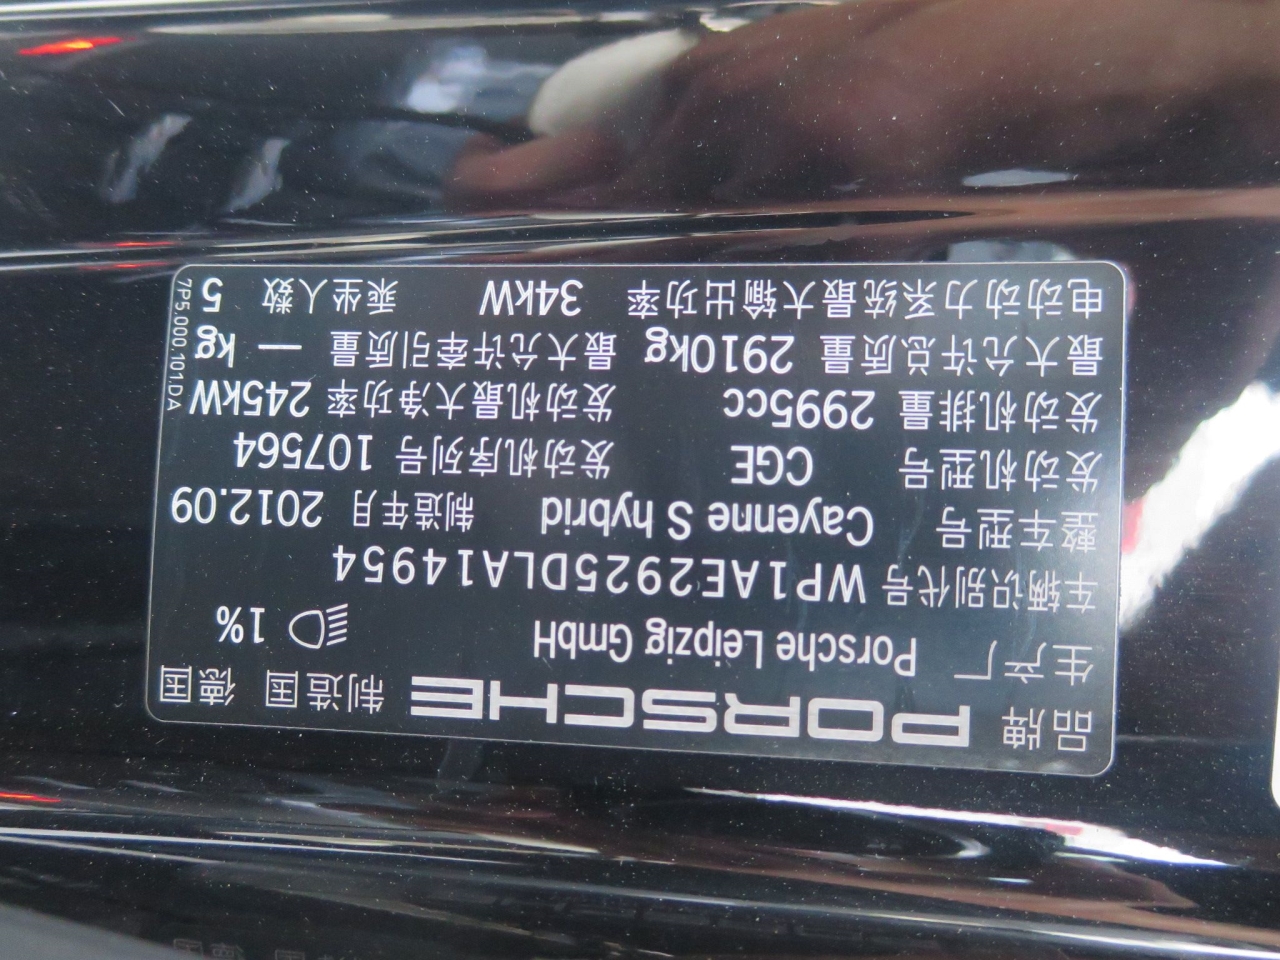 品牌 PORSCHE 制造国 德国
生产厂 Porsche Leipzig GmbH 1%
车辆识别代号 WP1AE2925DLA14954
整车型号 Cayenne S hybrid 制造年月 2012.09
发动机型号 CGE 发动机序列号 107564
发动机排量 2995cc 发动机最大净功率 245kW
最大允许总质量 2910kg 最大允许牵引质量 — kg
电动动力系统最大输出功率 34kW 乘坐人数 5
7P5.000.101.DA